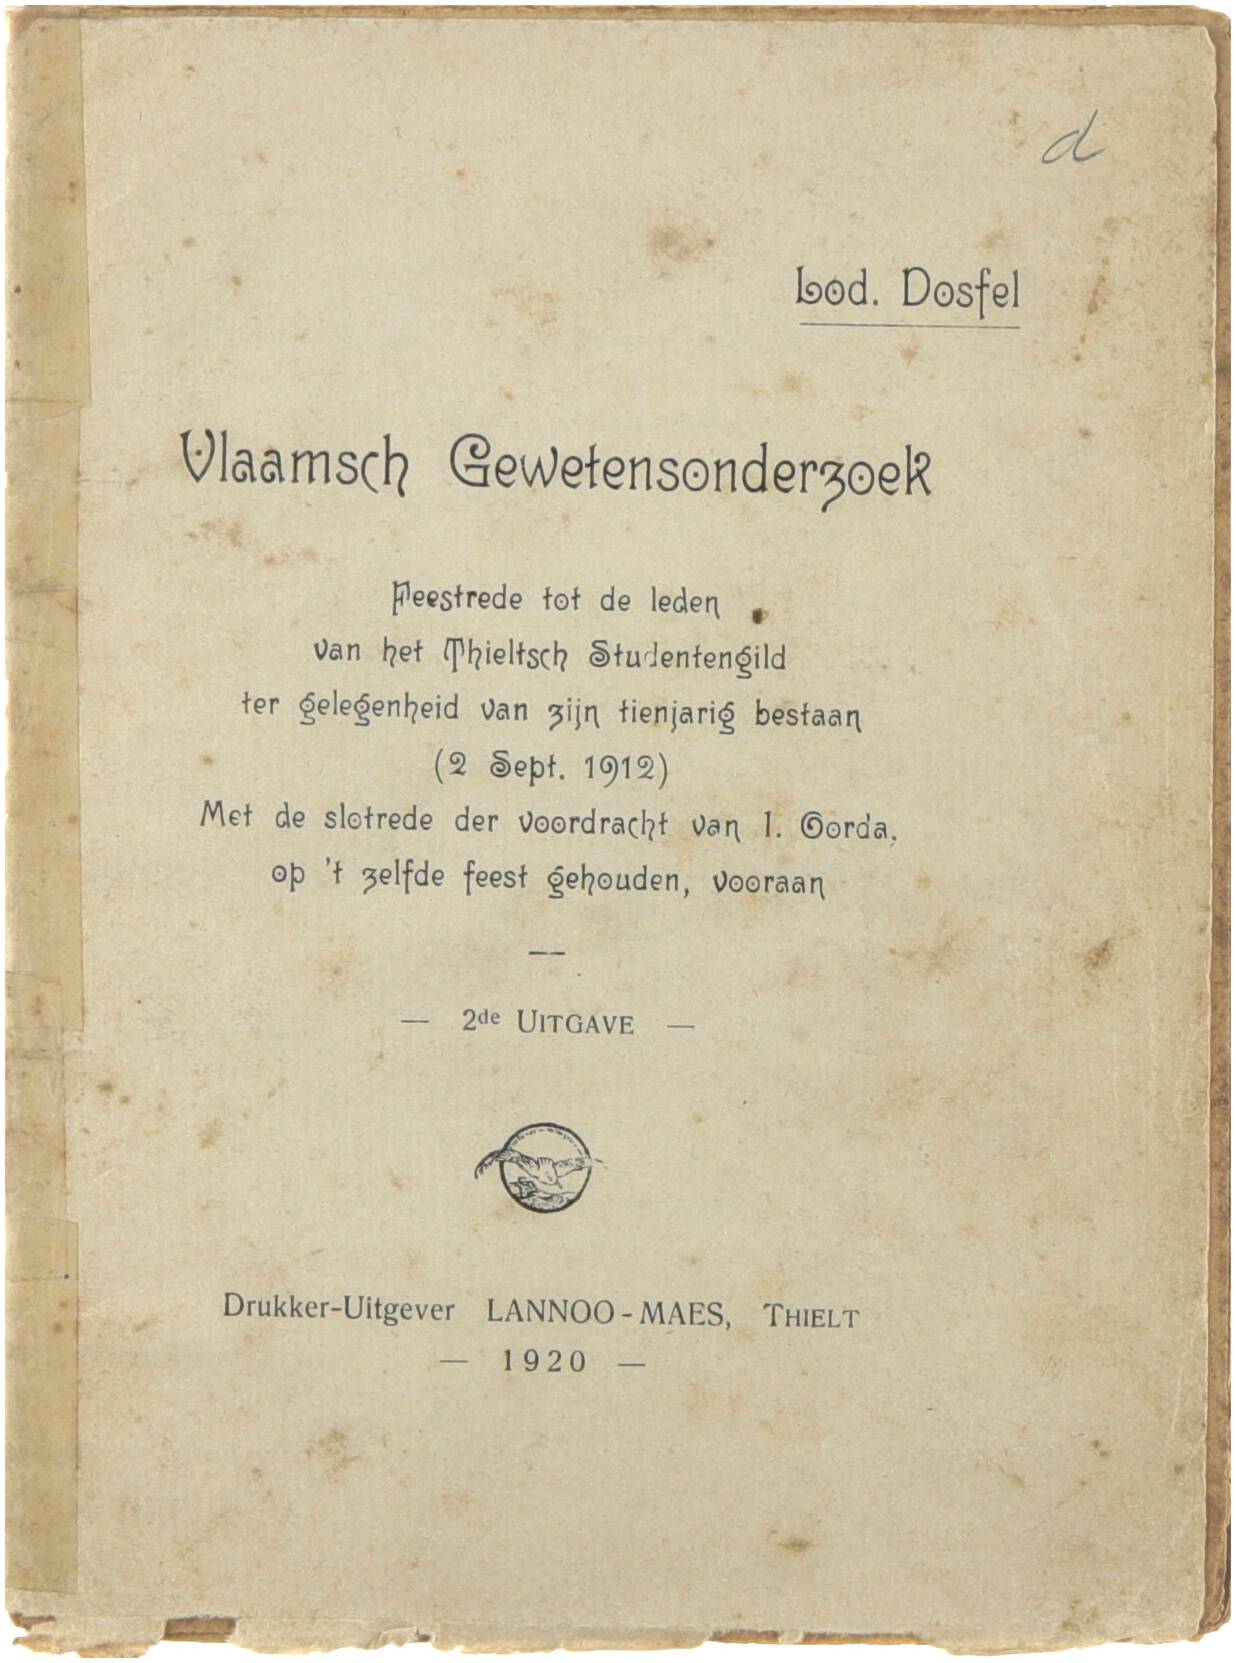 d
Lod. Dosfel
Vlaamsch Gewetensonderzoek
Feestrede tot de leden
van het Thieltsch Studentengild
ter gelegenheid van zijn tienjarig bestaan
(2 Sept. 1912)
Met de slotrede der voordracht van I. Oorda,
op 't zelfde feest gehouden, vooraan
— 2de UITGAVE —
Drukker-Uitgever LANNOO-MAES, THIELT
— 1920 —